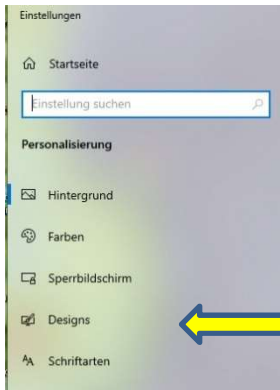 Einstellungen
Startseite
Einstellung suchen
Personalisierung
Hintergrund
Farben
Sperrbildschirm
Designs
Schriftarten